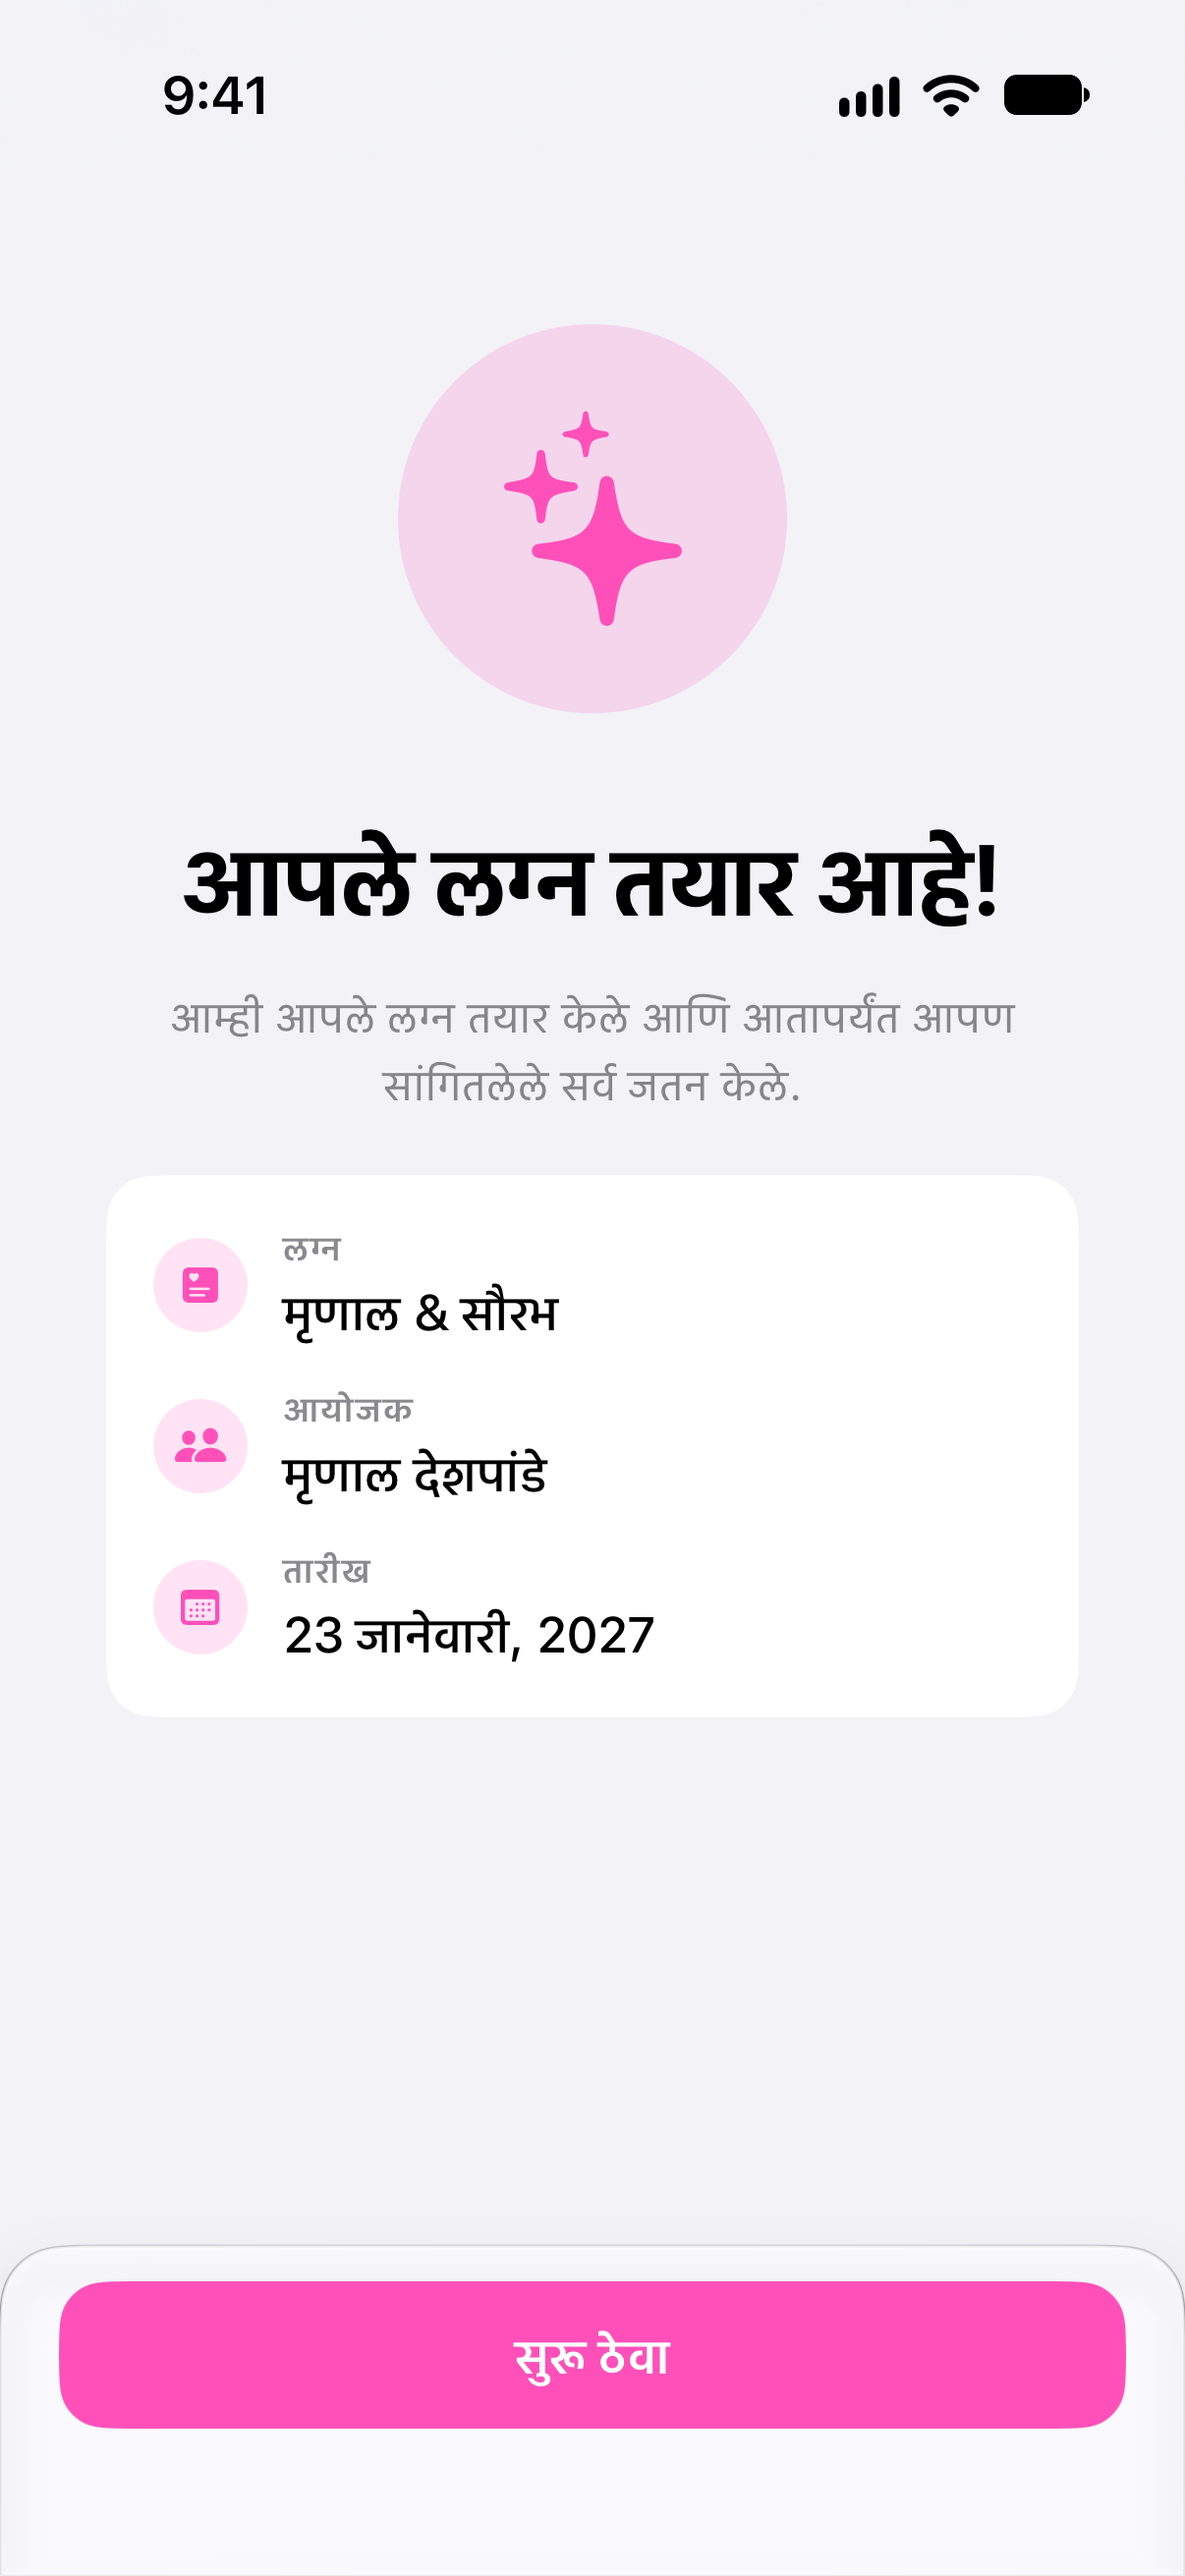 9:41
आपले लग्न तयार आहे!
आम्ही आपले लग्न तयार केले आणि आतापर्यंत आपण
सांगितलेले सर्व जतन केले.
लग्न
मृणाल & सौरभ
आयोजक
मृणाल देशपांडे
तारीख
23 जानेवारी, 2027
सुरू ठेवा